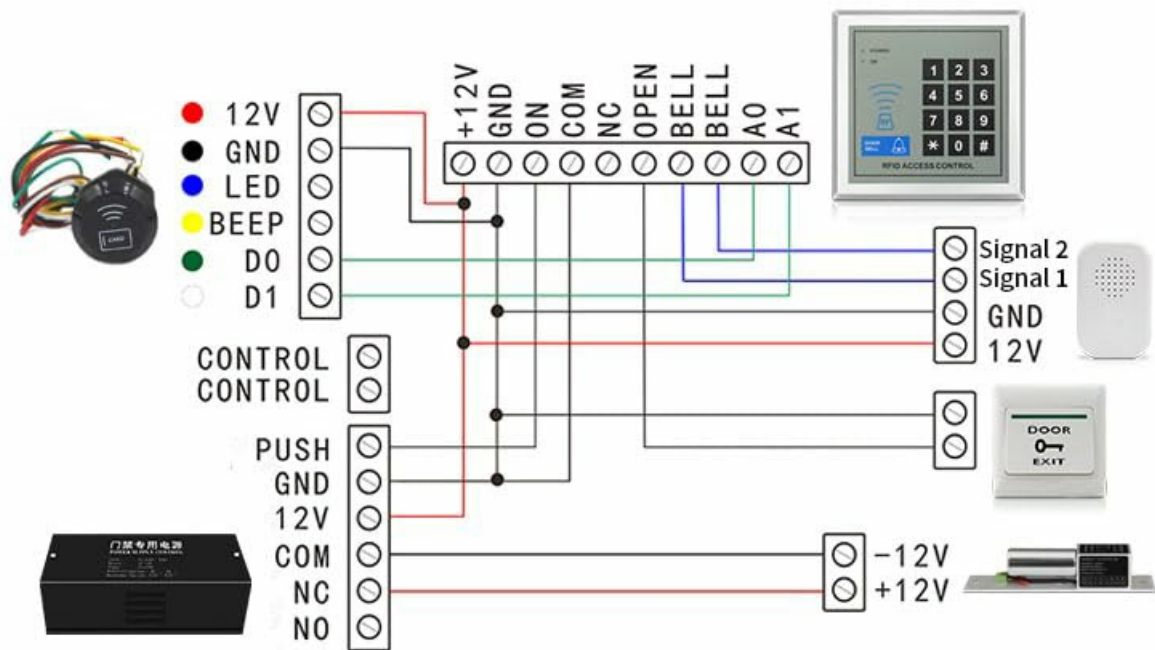 12V
GND
LED
BEEP
D0
D1
+12V
GND
ON
COM
NC
OPEN
BELL
BELL
A0
A1
1 2 3
4 5 6
7 8 9
* 0 #
DOOR
BELL
RFID ACCESS CONTROL
Signal 2
Signal 1
GND
12V
CONTROL
CONTROL
DOOR
EXIT
PUSH
GND
12V
COM
NC
NO
-12V
+12V
门禁专用电源
POWER SUPPLY CONTROL